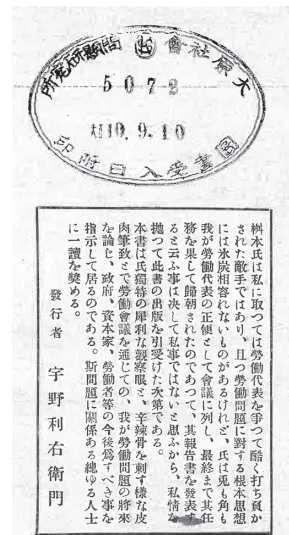 大原社會問題研究所
5072
大10.9.10
圖書受入日附印
桝本氏は私に取つては勞働代表を爭つて酷く打ち負か
された敵手ではあり、且つ勞働問題に對する根本思想
には氷炭相容れないものがあるけれど、氏は兎も角も
我が勞働代表の正使として會議に列し、最終まで其任
務を果して歸朝されたのであつて、其報告書を發表す
ると云ふ事は決して私事ではないと思ふから、私情を
抛つて此書の出版を引受けた次第である。
本書は氏獨特の犀利な觀察眼と、辛辣骨を刺す樣な皮
肉筆致とで勞働會議を通じての、我が勞働問題の將來
を論じ、政府、資本家、勞働者等の今後爲すべき事を
指示して居るのである。斯問題に關係ある總ゆる人士
に一讀を奬める。
發行者 宇野利右衛門